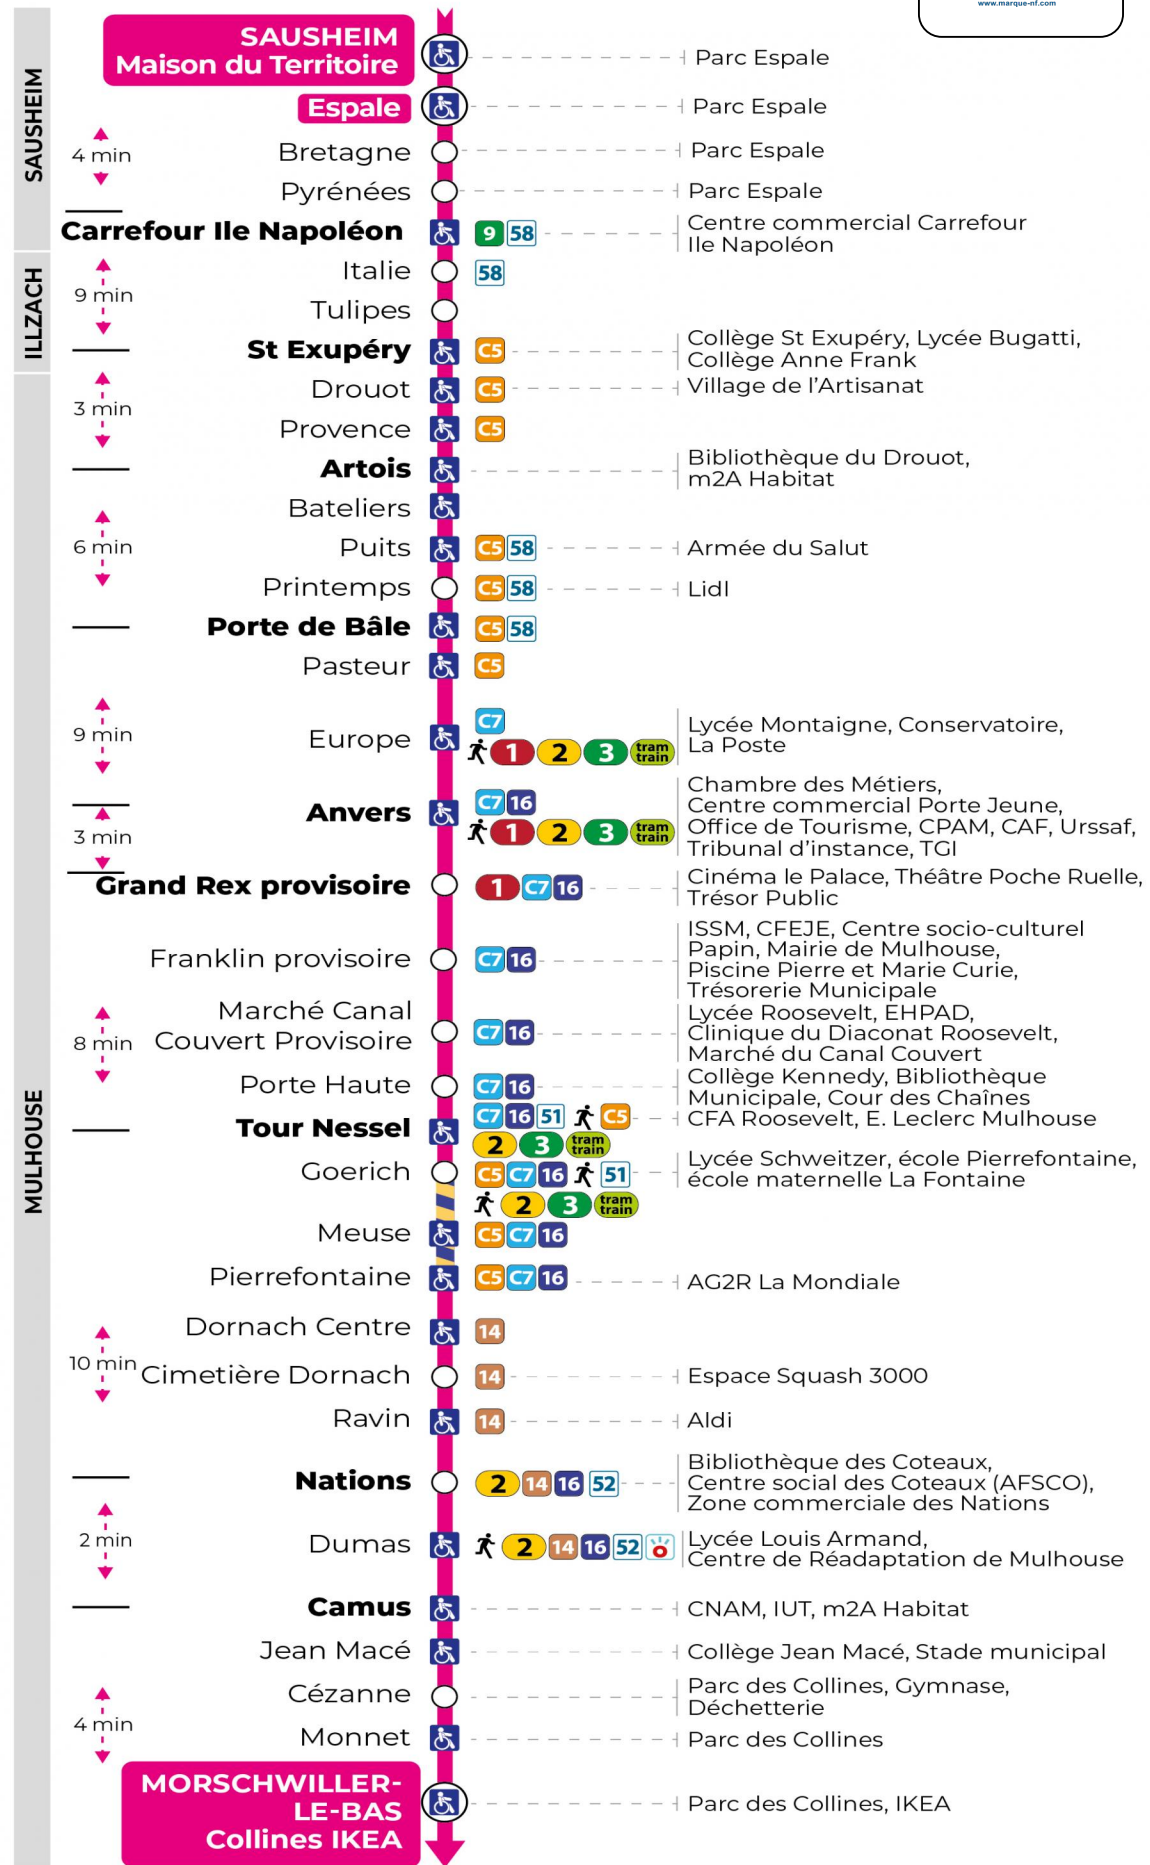 www.marque-nf.com
SAUSHEIM
SAUSHEIM
Maison du Territoire
Parc Espale
Espale
Parc Espale
4 min
Bretagne
Parc Espale
Pyrénées
Parc Espale
Carrefour Ile Napoléon
9 58
Centre commercial Carrefour
Ile Napoléon
ILLZACH
9 min
Italie
58
Tulipes
St Exupéry
C5
Collège St Exupéry, Lycée Bugatti,
Collège Anne Frank
MULHOUSE
3 min
Drouot
C5
Village de l’Artisanat
Provence
C5
Artois
Bibliothèque du Drouot,
m2A Habitat
6 min
Bateliers
Puits
C5 58
Armée du Salut
Printemps
C5 58
Lidl
Porte de Bâle
C5 58
Pasteur
C5
9 min
Europe
C7
1 2 3 tram train
Lycée Montaigne, Conservatoire,
La Poste
Anvers
C7 16
1 2 3 tram train
Chambre des Métiers,
Centre commercial Porte Jeune,
Office de Tourisme, CPAM, CAF, Urssaf,
Tribunal d’instance, TGI
3 min
Grand Rex provisoire
1 C7 16
Cinéma le Palace, Théâtre Poche Ruelle,
Trésor Public
Franklin provisoire
C7 16
ISSM, CFEJE, Centre socio-culturel
Papin, Mairie de Mulhouse,
Piscine Pierre et Marie Curie,
Trésorerie Municipale
8 min
Marché Canal
Couvert Provisoire
C7 16
Lycée Roosevelt, EHPAD,
Clinique du Diaconat Roosevelt,
Marché du Canal Couvert
Porte Haute
C7 16
Collège Kennedy, Bibliothèque
Municipale, Cour des Chaînes
Tour Nessel
C7 16 51 C5
2 3 tram train
CFA Roosevelt, E. Leclerc Mulhouse
Goerich
C5 C7 16 51
2 3 tram train
Lycée Schweitzer, école Pierrefontaine,
école maternelle La Fontaine
Meuse
C5 C7 16
Pierrefontaine
C5 C7 16
AG2R La Mondiale
10 min
Dornach Centre
14
Cimetière Dornach
14
Espace Squash 3000
Ravin
14
Aldi
Nations
2 14 16 52
Bibliothèque des Coteaux,
Centre social des Coteaux (AFSCO),
Zone commerciale des Nations
2 min
Dumas
2 14 16 52
Lycée Louis Armand,
Centre de Réadaptation de Mulhouse
Camus
CNAM, IUT, m2A Habitat
Jean Macé
Collège Jean Macé, Stade municipal
4 min
Cézanne
Parc des Collines, Gymnase,
Déchetterie
Monnet
Parc des Collines
MORSCHWILLER-
LE-BAS
Collines IKEA
Parc des Collines, IKEA